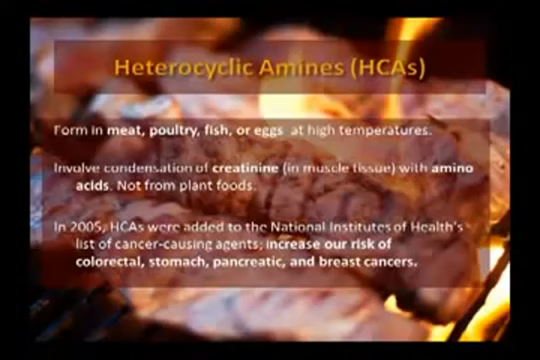 Heterocyclic Amines (HCAs)
Form in meat, poultry, fish, or eggs at high temperatures.
Involve condensation of creatinine (in muscle tissue) with amino
acids. Not from plant foods.
In 2005, HCAs were added to the National Institutes of Health's
list of cancer-causing agents; increase our risk of
colorectal, stomach, pancreatic, and breast cancers.